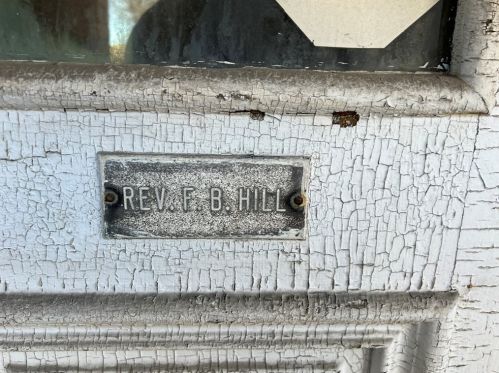 REV. F. B. HILL